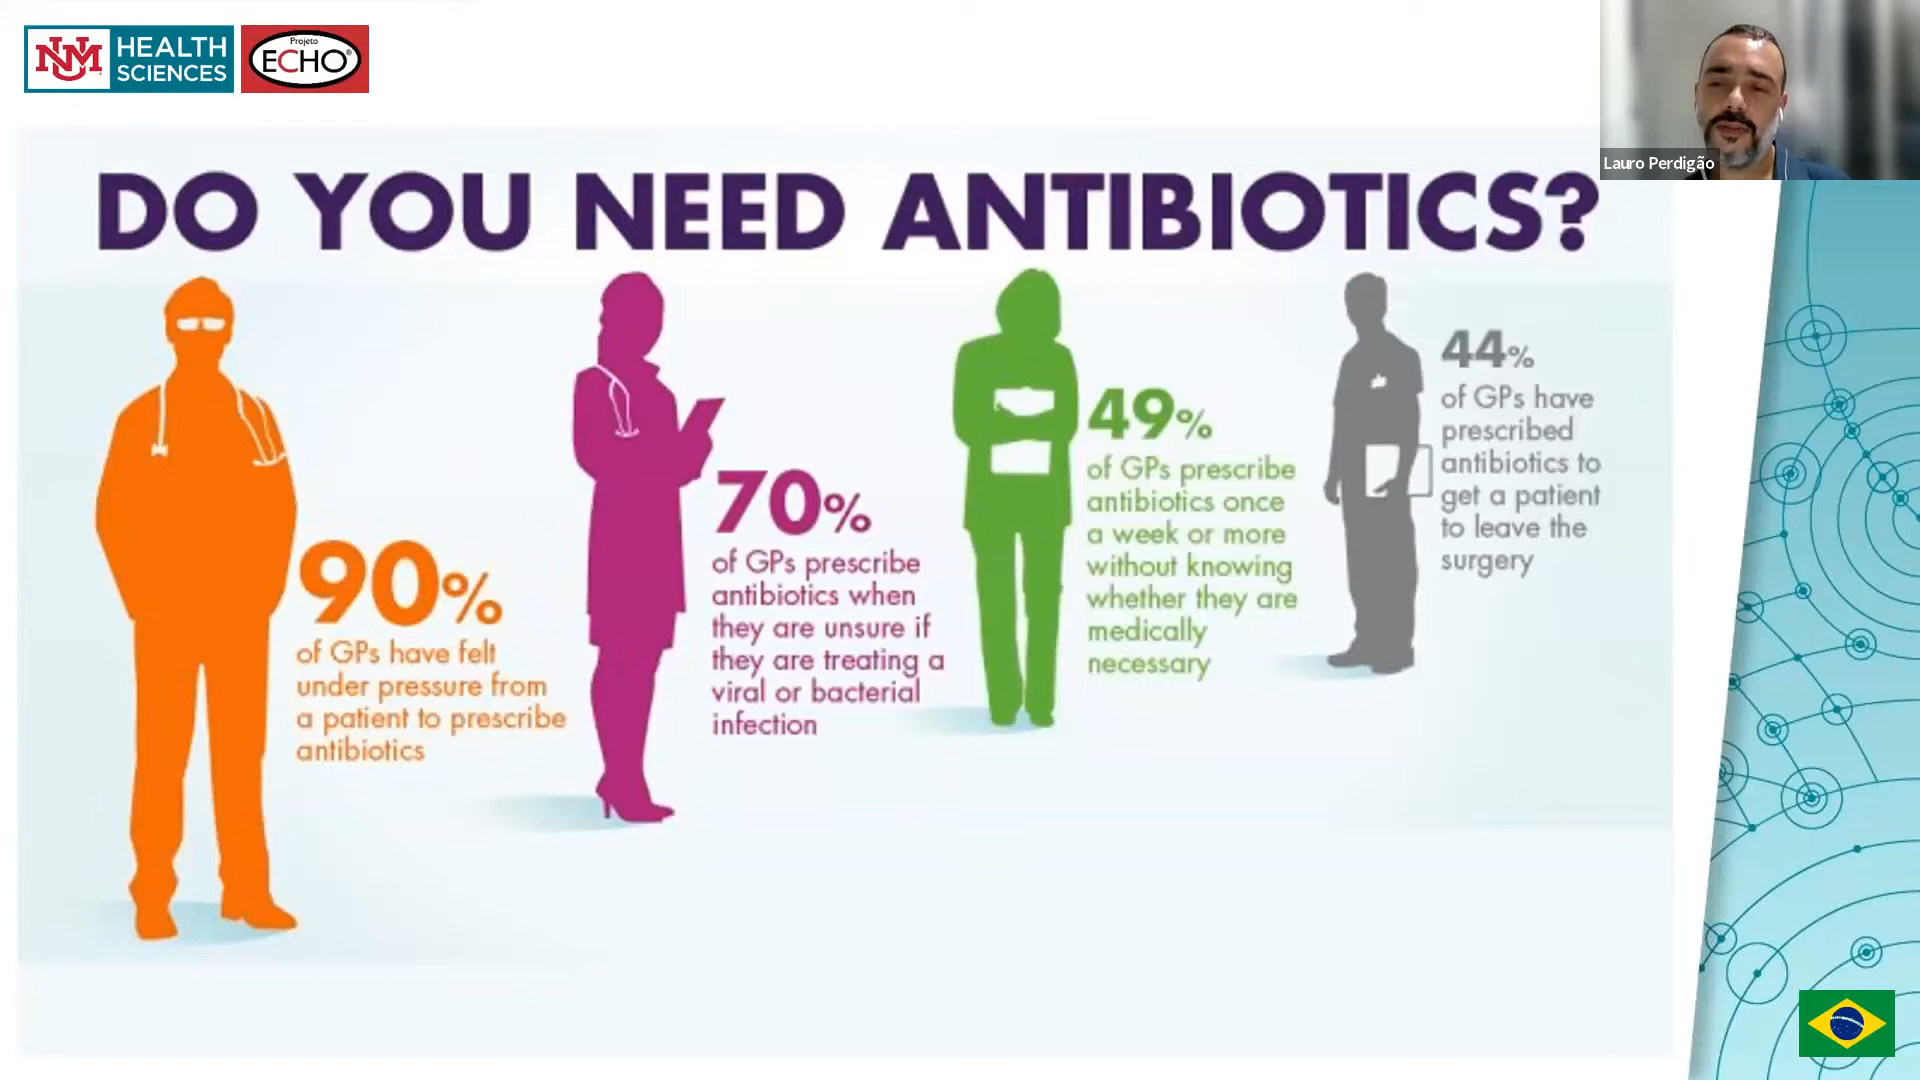 UNM
HEALTH
SCIENCES
Projeto
ECHO®
Lauro Perdigão
DO YOU NEED ANTIBIOTICS?
90%
of GPs have felt
under pressure from
a patient to prescribe
antibiotics
70%
of GPs prescribe
antibiotics when
they are unsure if
they are treating a
viral or bacterial
infection
49%
of GPs prescribe
antibiotics once
a week or more
without knowing
whether they are
medically
necessary
44%
of GPs have
prescribed
antibiotics to
get a patient
to leave the
surgery